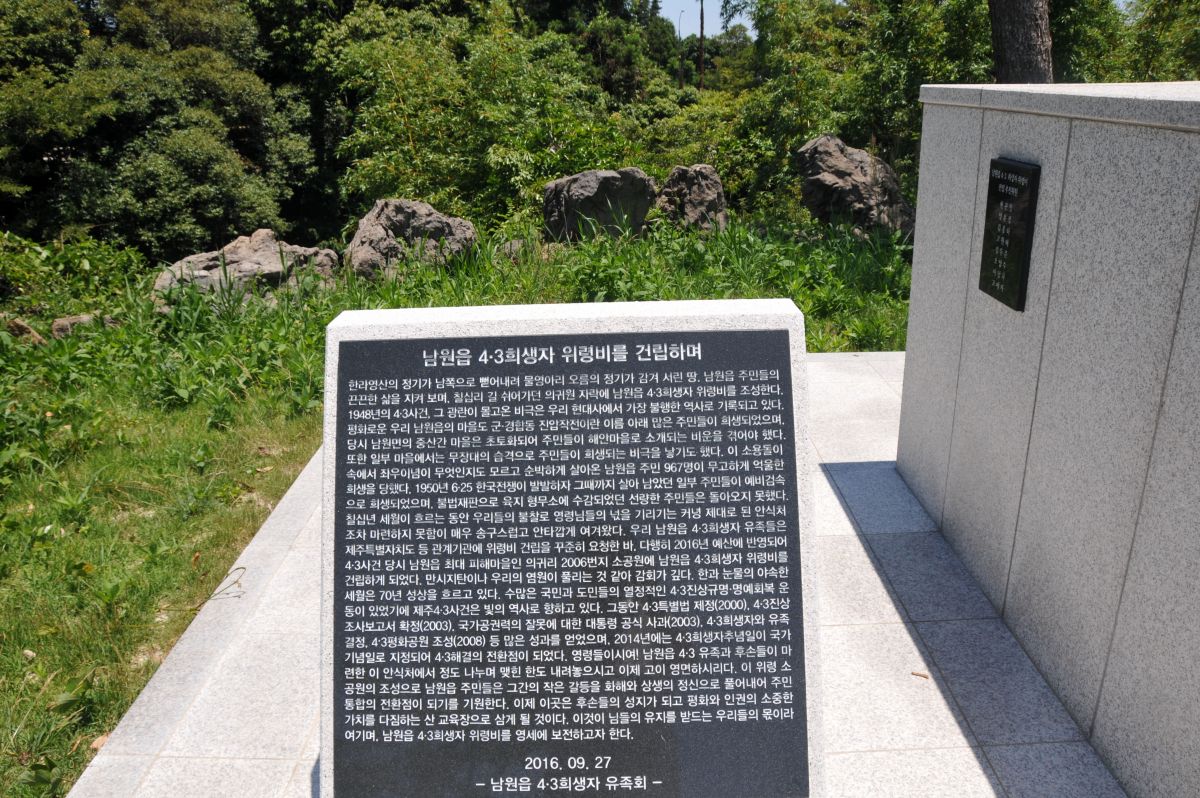 남원읍 4·3희생자 위령비를 건립하며
한라영산의 정기가 남쪽으로 뻗어내려 물영아리 오름의 정기가 감겨 서린 땅, 남원읍 주민들의
끈끈한 삶을 지켜 보며, 칠십리 길 쉬어가던 의귀원 자락에 남원읍 4·3희생자 위령비를 조성한다.
1948년의 4·3사건, 그 광란이 몰고온 비극은 우리 현대사에서 가장 불행한 역사로 기록되고 있다.
평화로운 우리 남원읍의 마을도 군·경합동 진압작전이란 이름 아래 많은 주민들이 희생되었으며,
당시 남원면의 중산간 마을은 초토화되어 주민들이 해안마을로 소개되는 비운을 겪어야 했다.
또한 일부 마을에서는 무장대의 습격으로 주민들이 희생되는 비극을 낳기도 했다. 이 소용돌이
속에서 좌우이념이 무엇인지도 모르고 순박하게 살아온 남원읍 주민 967명이 무고하게 억울한
희생을 당했다. 1950년 6·25 한국전쟁이 발발하자 그때까지 살아 남았던 일부 주민들이 예비검속
으로 희생되었으며, 불법재판으로 육지 형무소에 수감되었던 선량한 주민들은 돌아오지 못했다.
칠십년 세월이 흐르는 동안 우리들의 불찰로 영령님들의 넋을 기리기는 커녕 제대로 된 안식처
조차 마련하지 못함이 매우 송구스럽고 안타깝게 여겨왔다. 우리 남원읍 4·3희생자 유족들은
제주특별자치도 등 관계기관에 위령비 건립을 꾸준히 요청한 바, 다행히 2016년 예산에 반영되어
4·3사건 당시 남원읍 최대 피해마을인 의귀리 2006번지 소공원에 남원읍 4·3희생자 위령비를
건립하게 되었다. 만시지탄이나 우리의 염원이 풀리는 것 같아 감회가 깊다. 한과 눈물의 야속한
세월은 70년 성상을 흐르고 있다. 수많은 국민과 도민들의 열정적인 4·3진상규명·명예회복 운
동이 있었기에 제주4·3사건은 빛의 역사로 향하고 있다. 그동안 4·3특별법 제정(2000), 4·3진상
조사보고서 확정(2003), 국가공권력의 잘못에 대한 대통령 공식 사과(2003), 4·3희생자와 유족
결정, 4·3평화공원 조성(2008) 등 많은 성과를 얻었으며, 2014년에는 4·3희생자추념일이 국가
기념일로 지정되어 4·3해결의 전환점이 되었다. 영령들이시여! 남원읍 4·3 유족과 후손들이 마
련한 이 안식처에서 정도 나누며 맺힌 한도 내려놓으시고 이제 고이 영면하시리다. 이 위령 소
공원의 조성으로 남원읍 주민들은 그간의 작은 갈등을 화해와 상생의 정신으로 풀어내어 주민
통합의 전환점이 되기를 기원한다. 이제 이곳은 후손들의 성지가 되고 평화와 인권의 소중한
가치를 다짐하는 산 교육장으로 삼게 될 것이다. 이것이 님들의 유지를 받드는 우리들의 몫이라
여기며, 남원읍 4·3희생자 위령비를 영세에 보전하고자 한다.
2016. 09. 27
- 남원읍 4·3희생자 유족회 -
남원읍 4·3 희생자 위령비
건립 추진위원